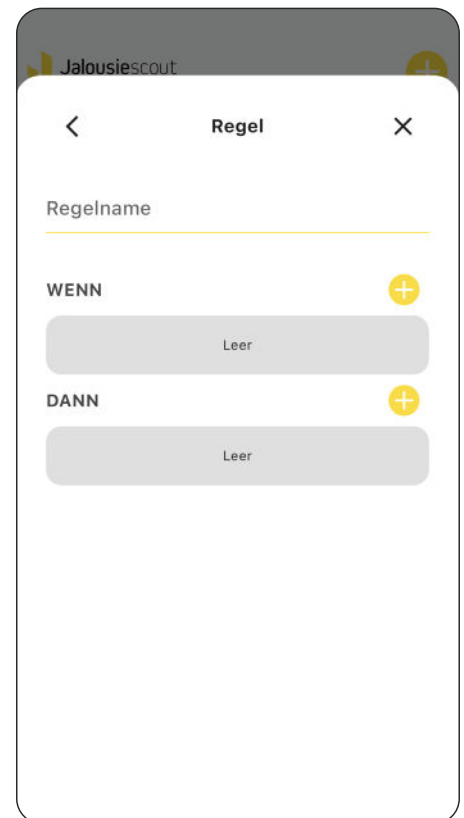 Jalousiescout
Regel
Regelname
WENN
Leer
DANN
Leer